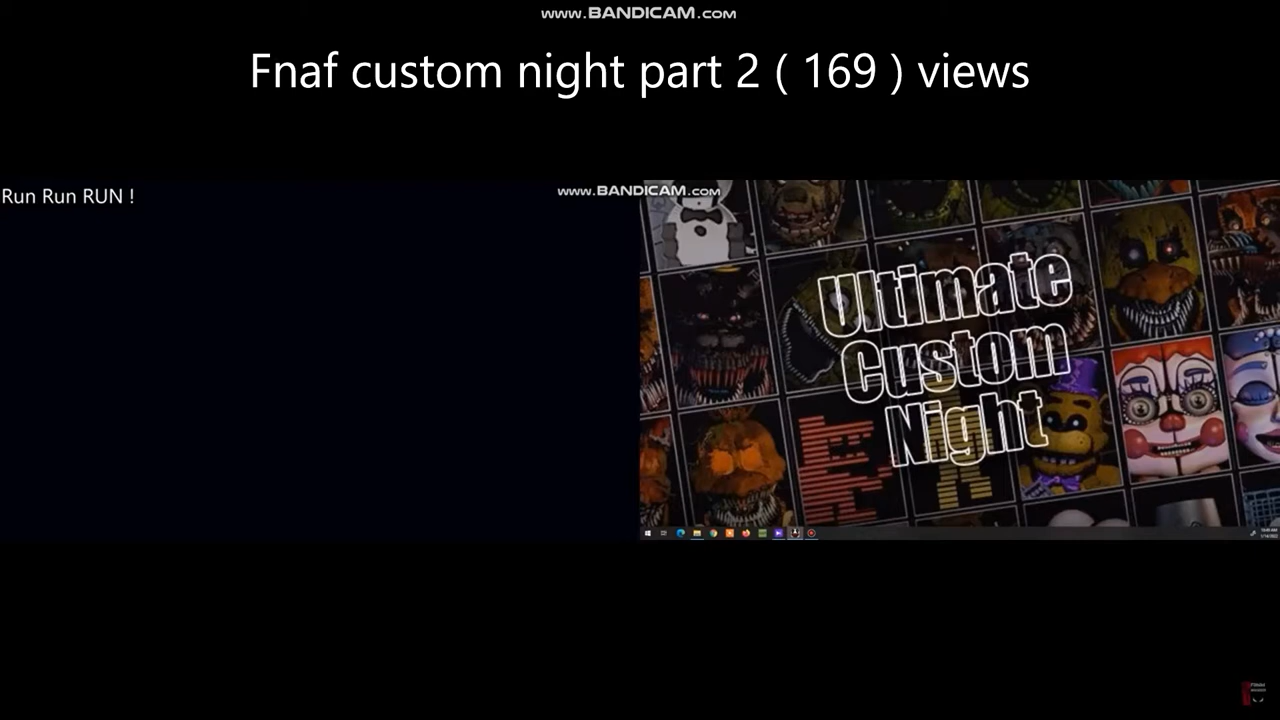 www.BANDICAM.com
Fnaf custom night part 2 ( 169 ) views
Run Run RUN !
www.BANDICAM.com
Ultimate
Custom
Night